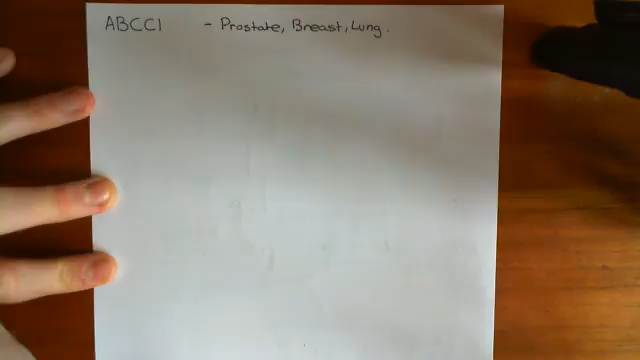 ABCC1 - Prostate, Breast, Lung.